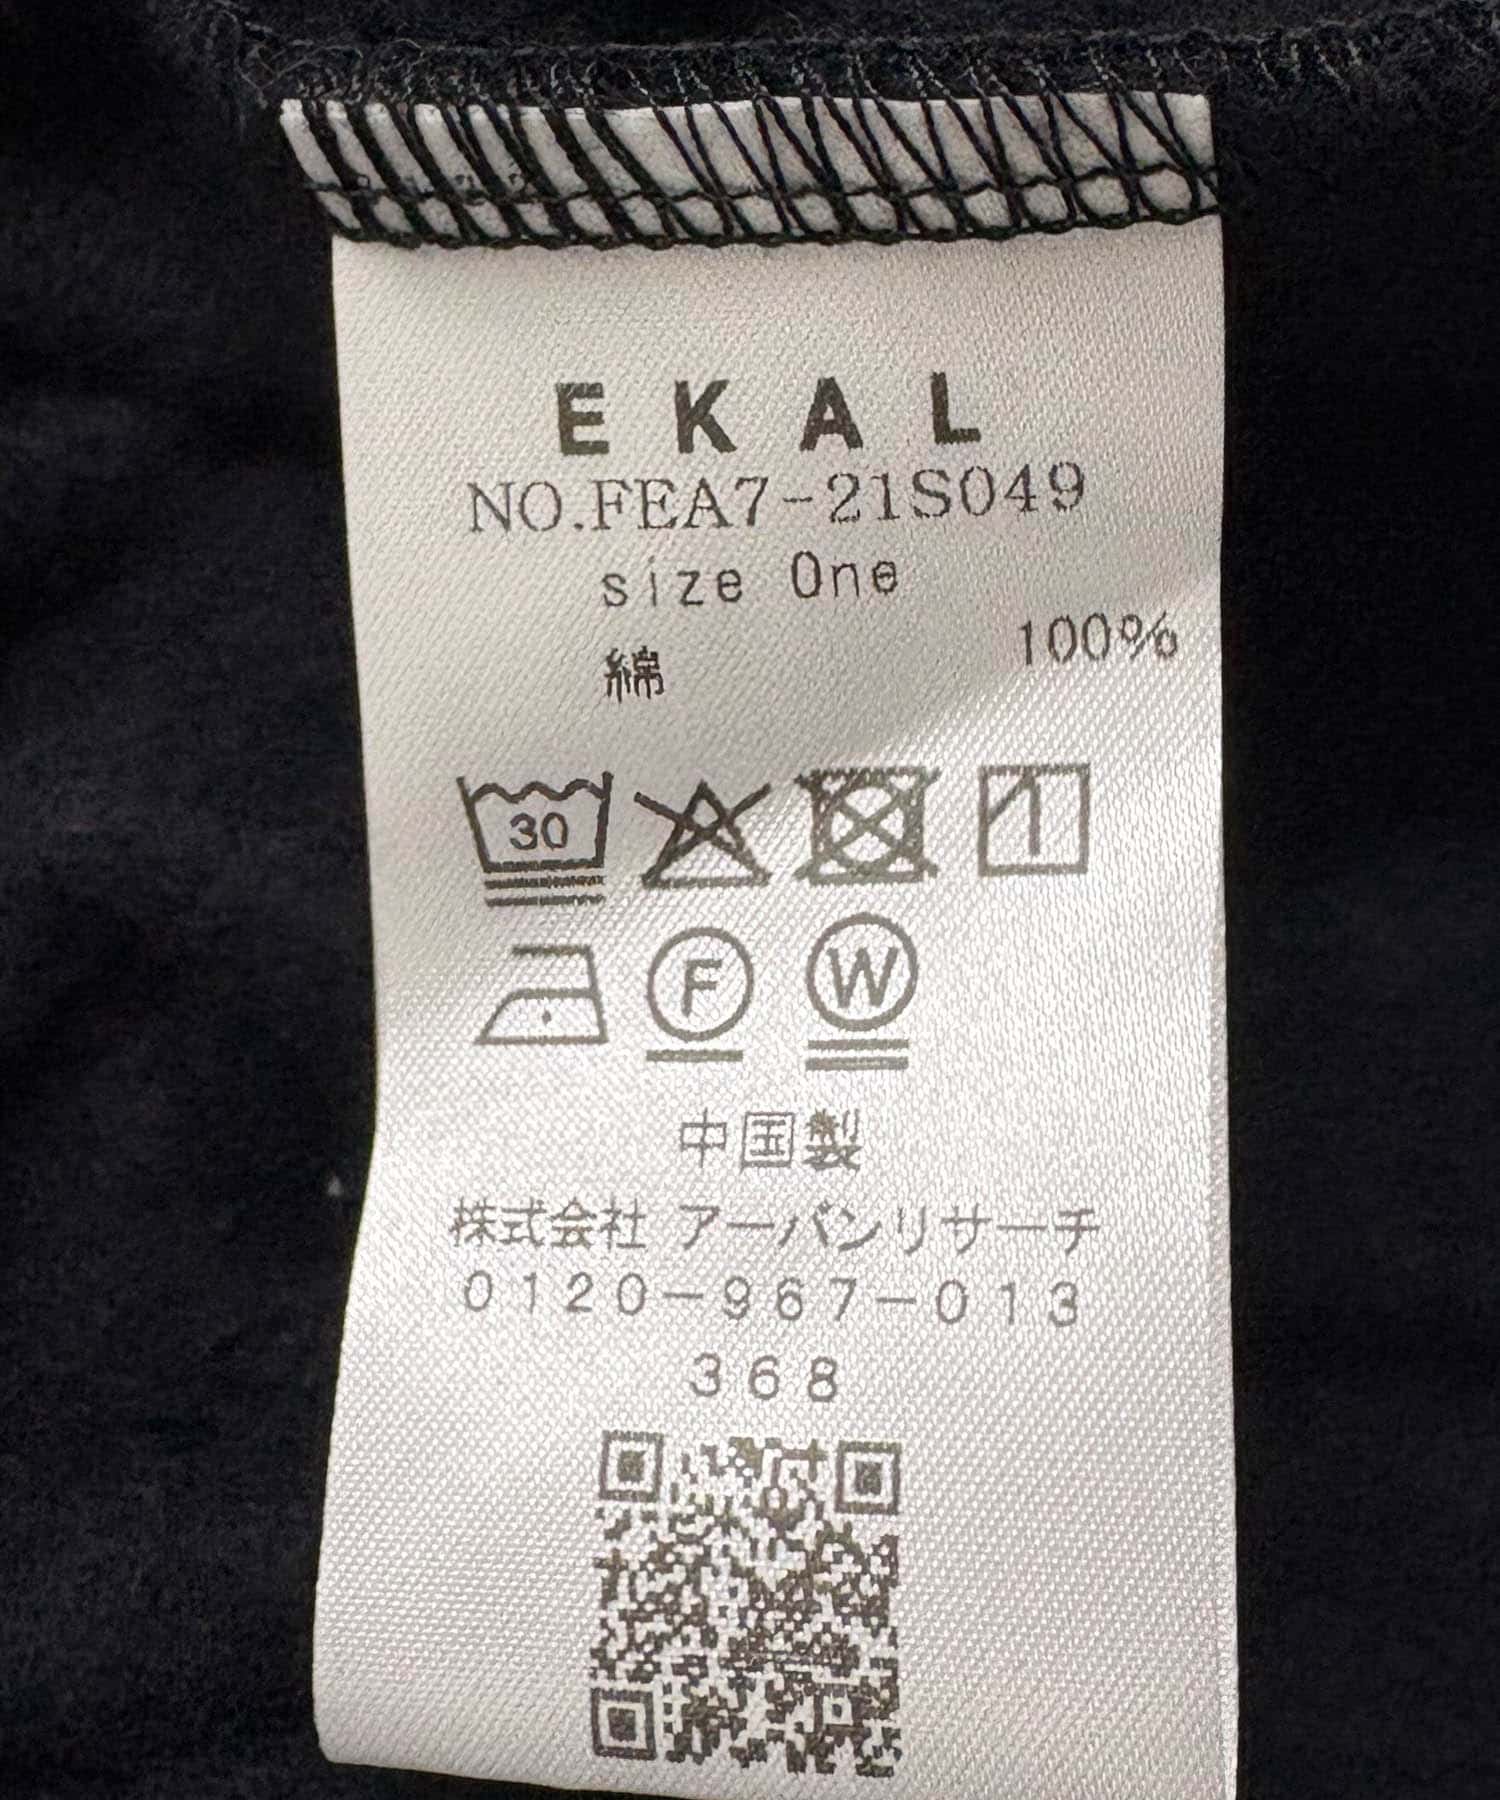 EKAL
NO.FEA7-21S049
size One
綿 100%
30
F W
中国製
株式会社 アーバンリサーチ
0120-967-013
368